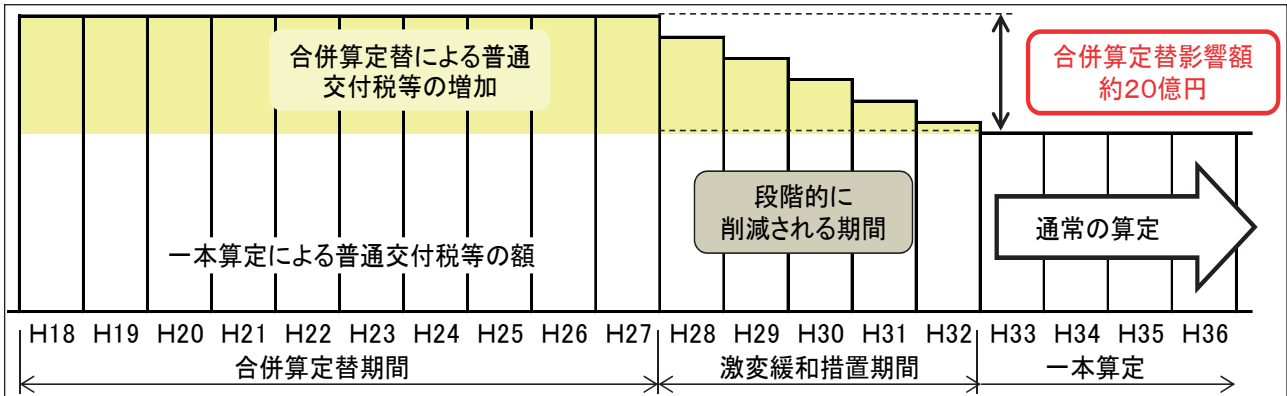 合併算定替による普通
交付税等の増加
合併算定替影響額
約20億円
段階的に
削減される期間
一本算定による普通交付税等の額
通常の算定
H18 H19 H20 H21 H22 H23 H24 H25 H26 H27 H28 H29 H30 H31 H32 H33 H34 H35 H36
合併算定替期間 激変緩和措置期間 一本算定